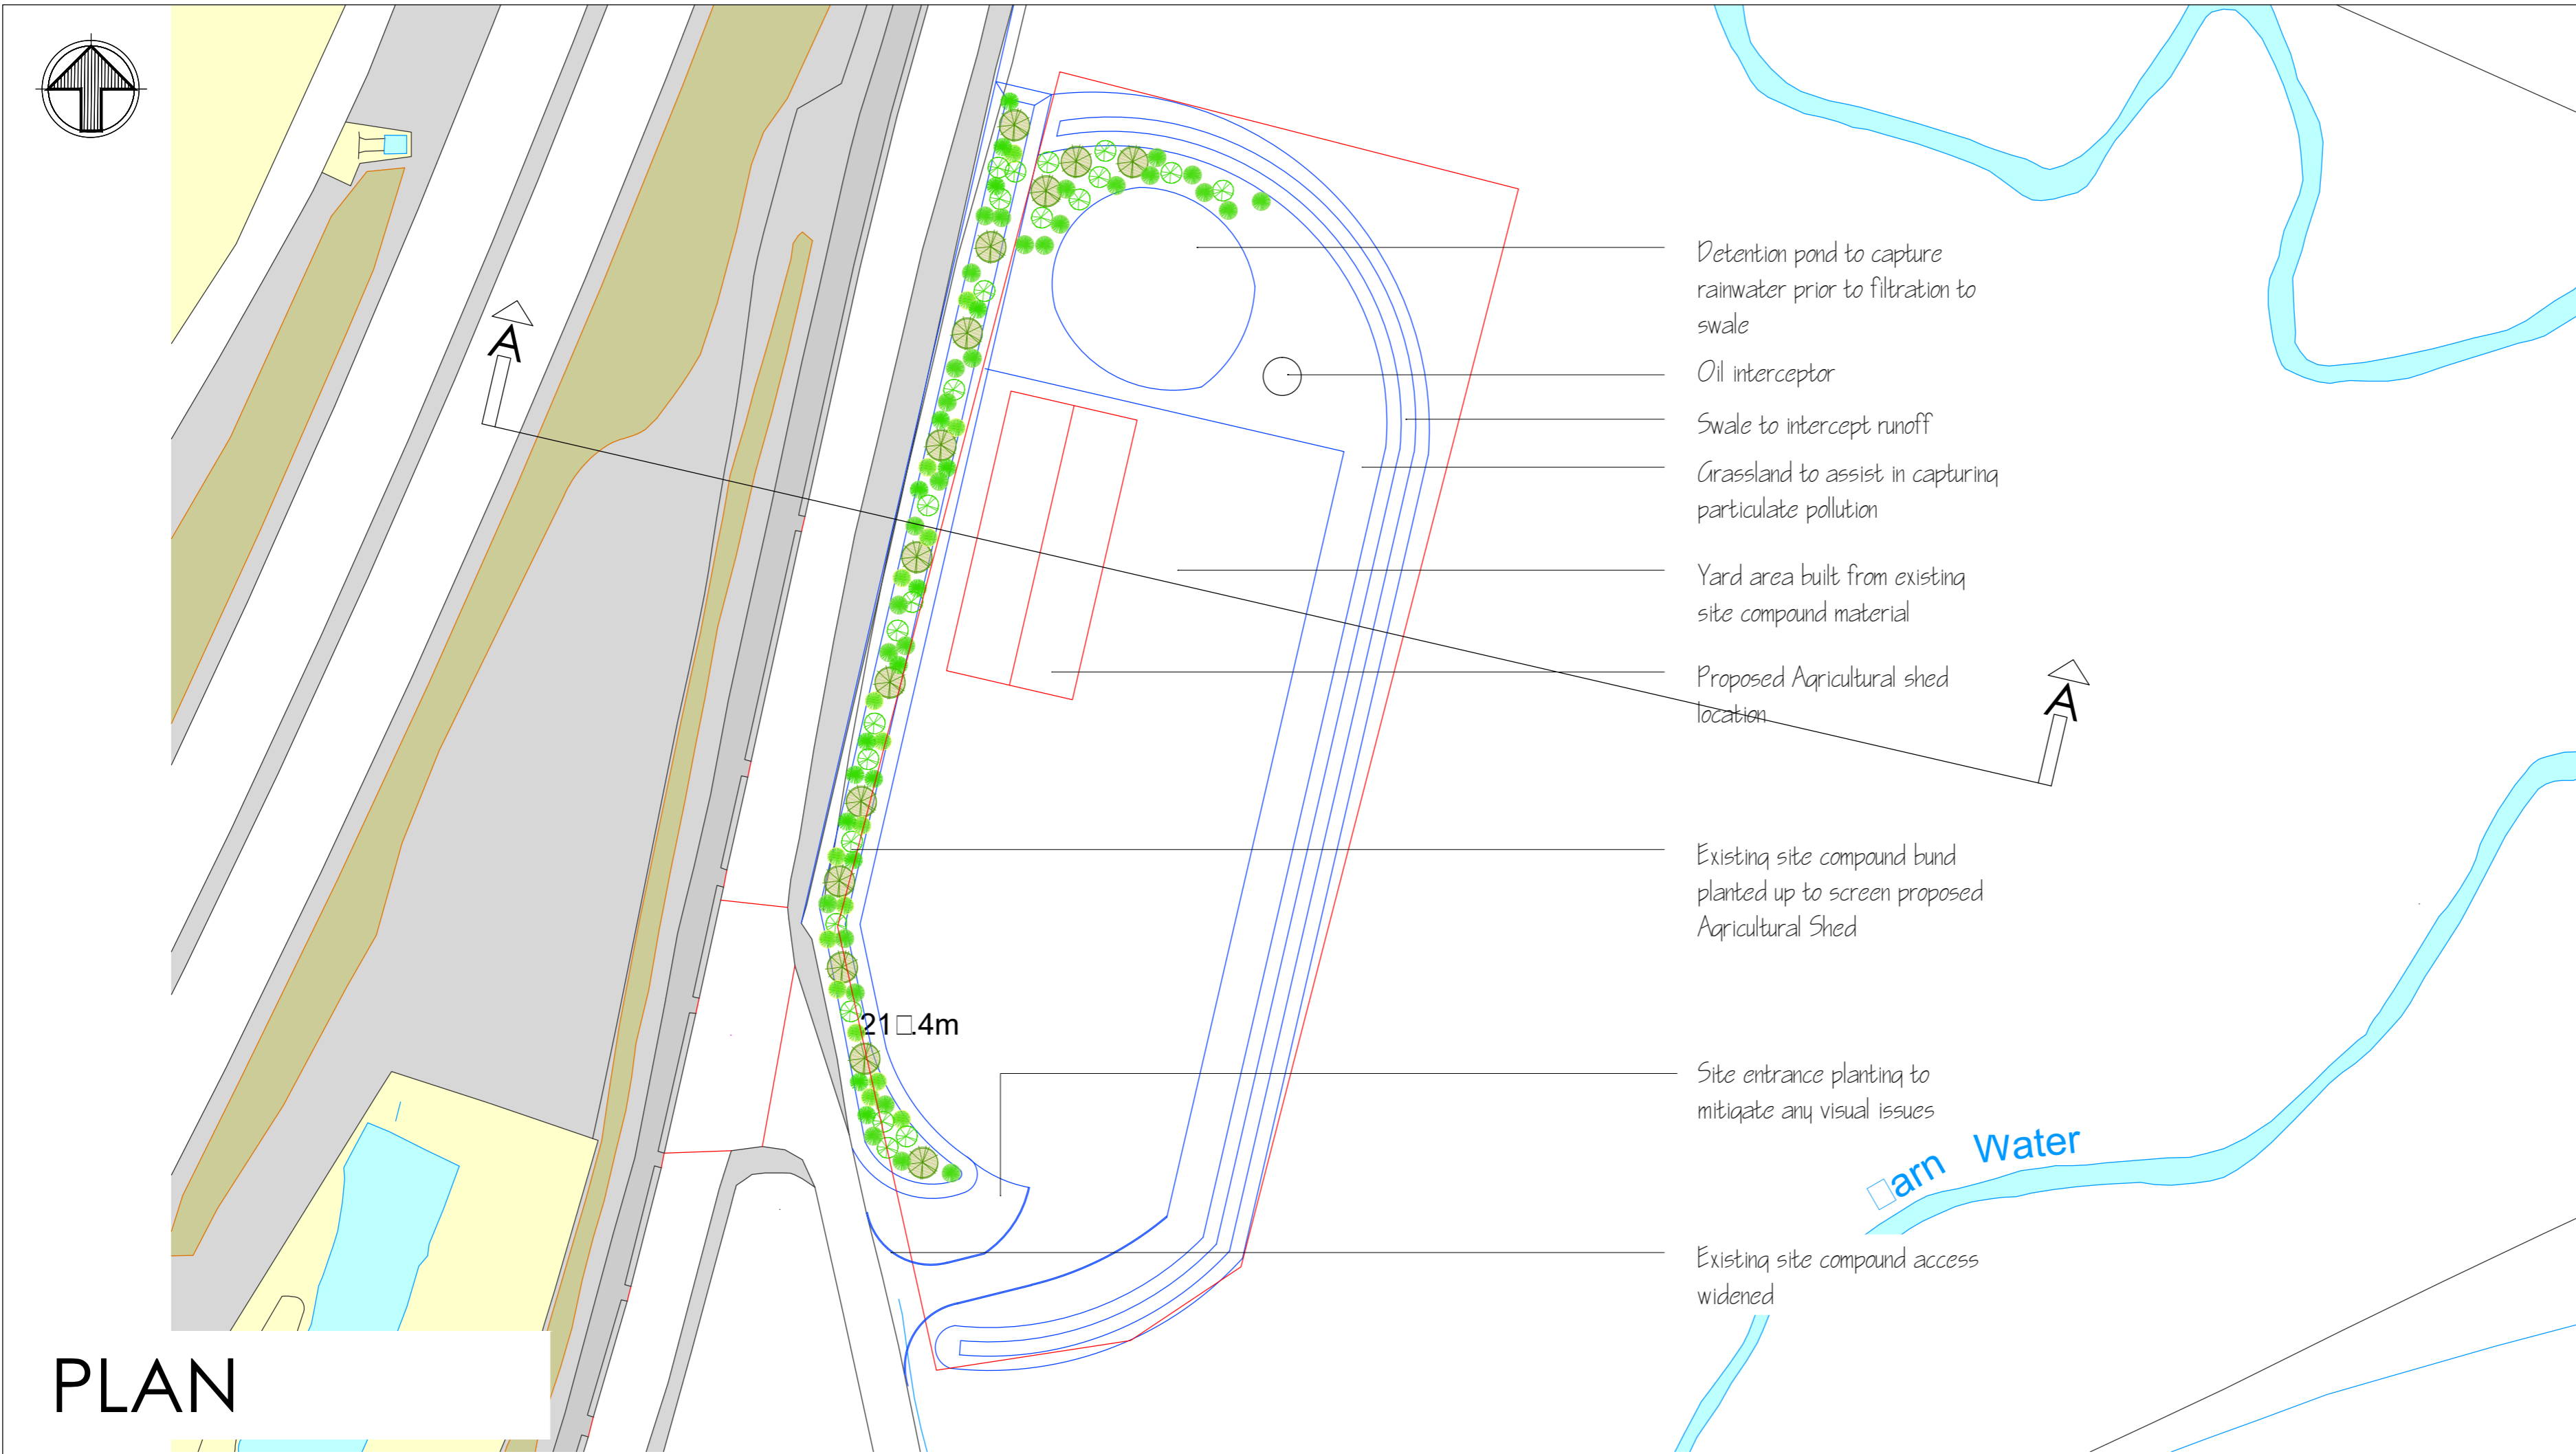 A
Detention pond to capture
rainwater prior to filtration to
swale
Oil interceptor
Swale to intercept runoff
Grassland to assist in capturing
particulate pollution
Yard area built from existing
site compound material
Proposed Agricultural shed
location
A
Existing site compound bund
planted up to screen proposed
Agricultural Shed
21□.4m
Site entrance planting to
mitigate any visual issues
□arn Water
Existing site compound access
widened
PLAN